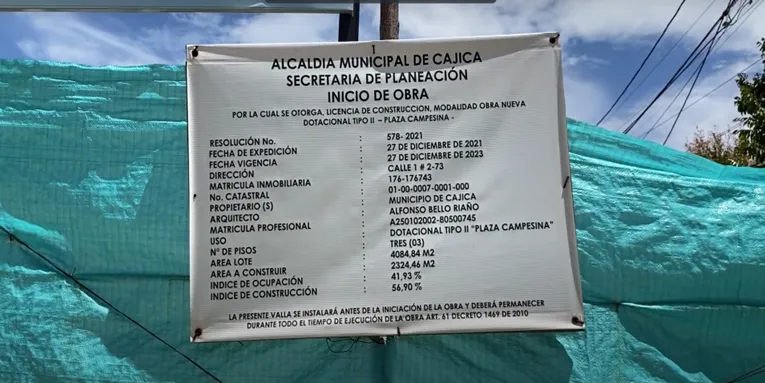 ALCALDIA MUNICIPAL DE CAJICA
SECRETARIA DE PLANEACIÓN
INICIO DE OBRA
POR LA CUAL SE OTORGA, LICENCIA DE CONSTRUCCION, MODALIDAD OBRA NUEVA
DOTACIONAL TIPO II – PLAZA CAMPESINA -
RESOLUCIÓN No. : 578- 2021
FECHA DE EXPEDICIÓN : 27 DE DICIEMBRE DE 2021
FECHA VIGENCIA : 27 DE DICIEMBRE DE 2023
DIRECCIÓN : CALLE 1 # 2-73
MATRICULA INMOBILIARIA : 176-176743
No. CATASTRAL : 01-00-0007-0001-000
PROPIETARIO (S) : MUNICIPIO DE CAJICA
ARQUITECTO : ALFONSO BELLO RIAÑO
MATRICULA PROFESIONAL : A250102002-80500745
USO : DOTACIONAL TIPO II "PLAZA CAMPESINA"
N° DE PISOS : TRES (03)
AREA LOTE : 4084,84 M2
AREA A CONSTRUIR : 2324,46 M2
INDICE DE OCUPACIÓN : 41,93 %
INDICE DE CONSTRUCCIÓN : 56,90 %
LA PRESENTE VALLA SE INSTALARÁ ANTES DE LA INICIACIÓN DE LA OBRA Y DEBERÁ PERMANECER
DURANTE TODO EL TIEMPO DE EJECUCIÓN DE LA OBRA ART. 61 DECRETO 1469 DE 2010